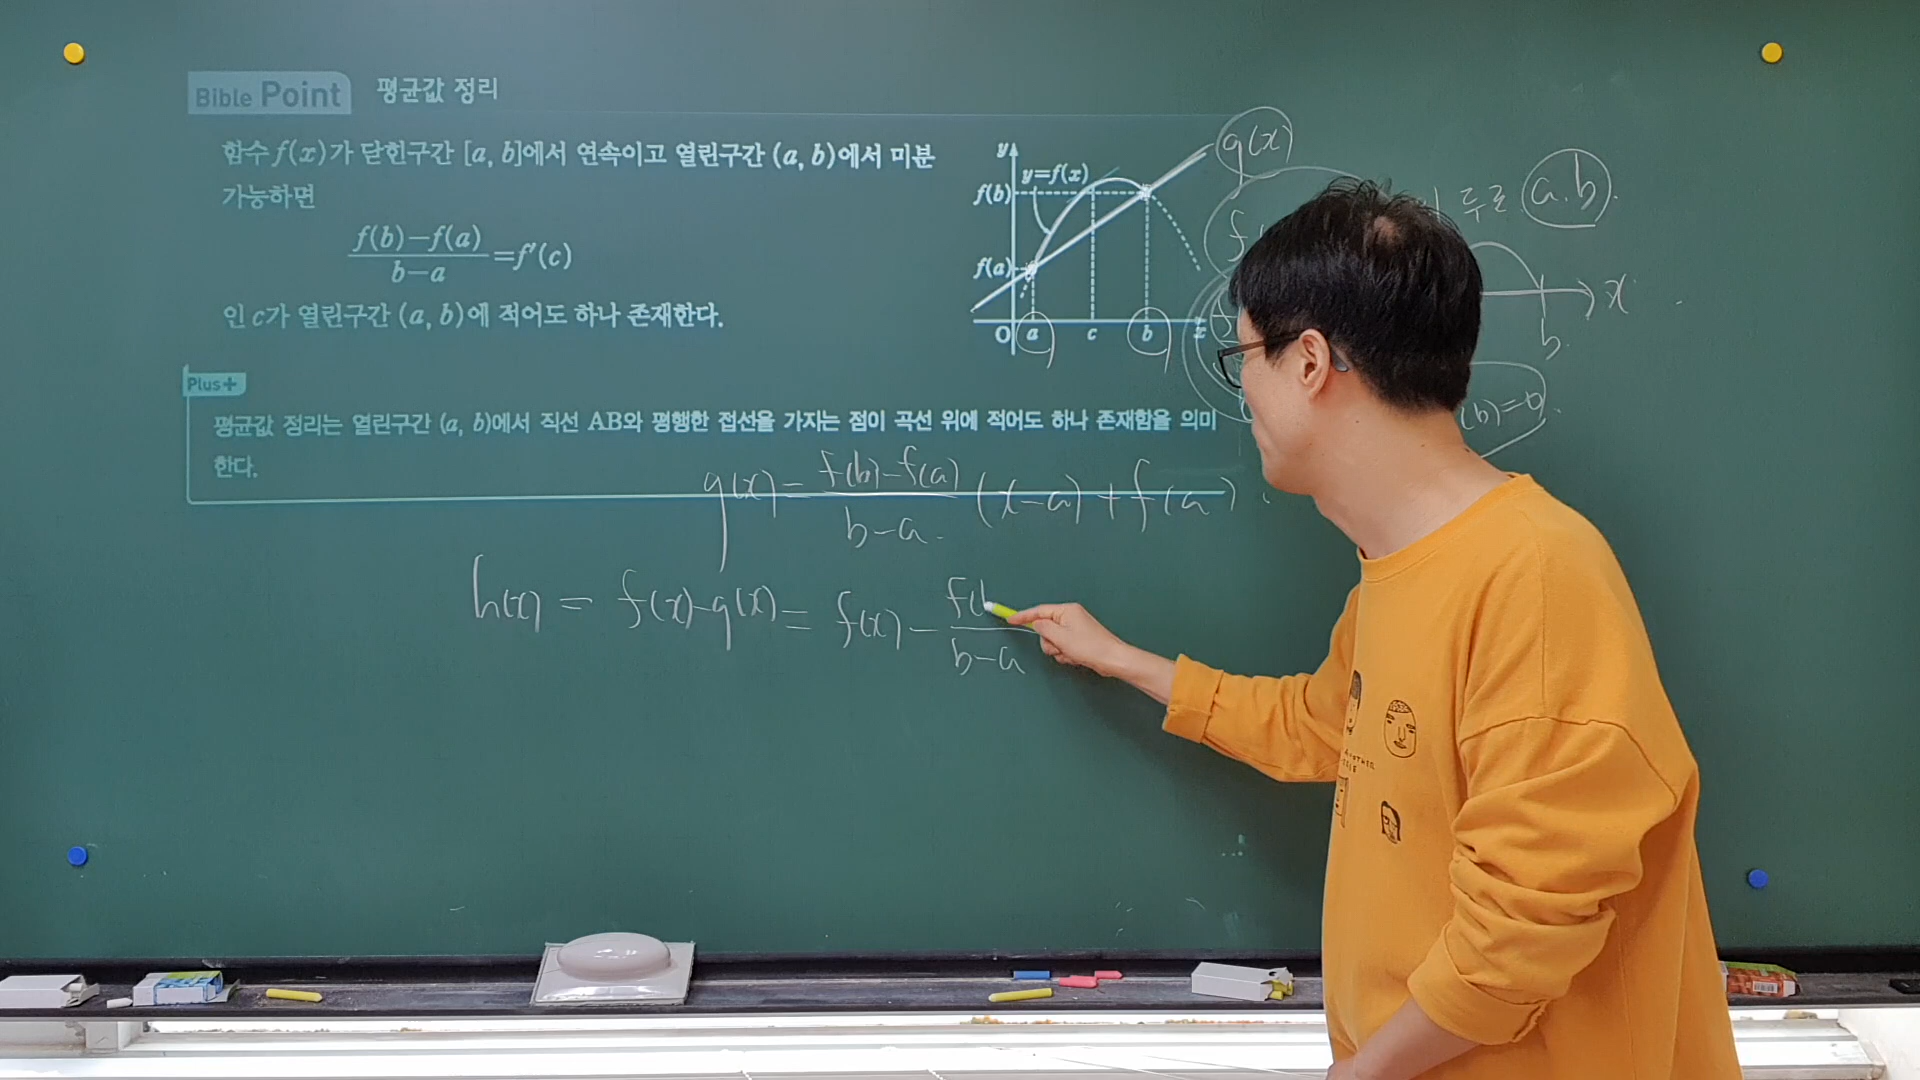 Bible Point 평균값 정리
함수 f(x)가 닫힌구간 [a, b]에서 연속이고 열린구간 (a, b)에서 미분
가능하면
f(b)-f(a)
b-a
=f'(c)
인 c가 열린구간 (a, b)에 적어도 하나 존재한다.
y
y=f(x)
f(b)
f(a)
O a c b x
g(x)
두근 a, b
x
b
(b)=0
Plus+
평균값 정리는 열린구간 (a, b)에서 직선 AB와 평행한 접선을 가지는 점이 곡선 위에 적어도 하나 존재함을 의미
한다.
g(x)= f(b)-f(a)
b-a
(x-a)+f(a)
h(x) = f(x)-g(x) = f(x)- f(b
b-a